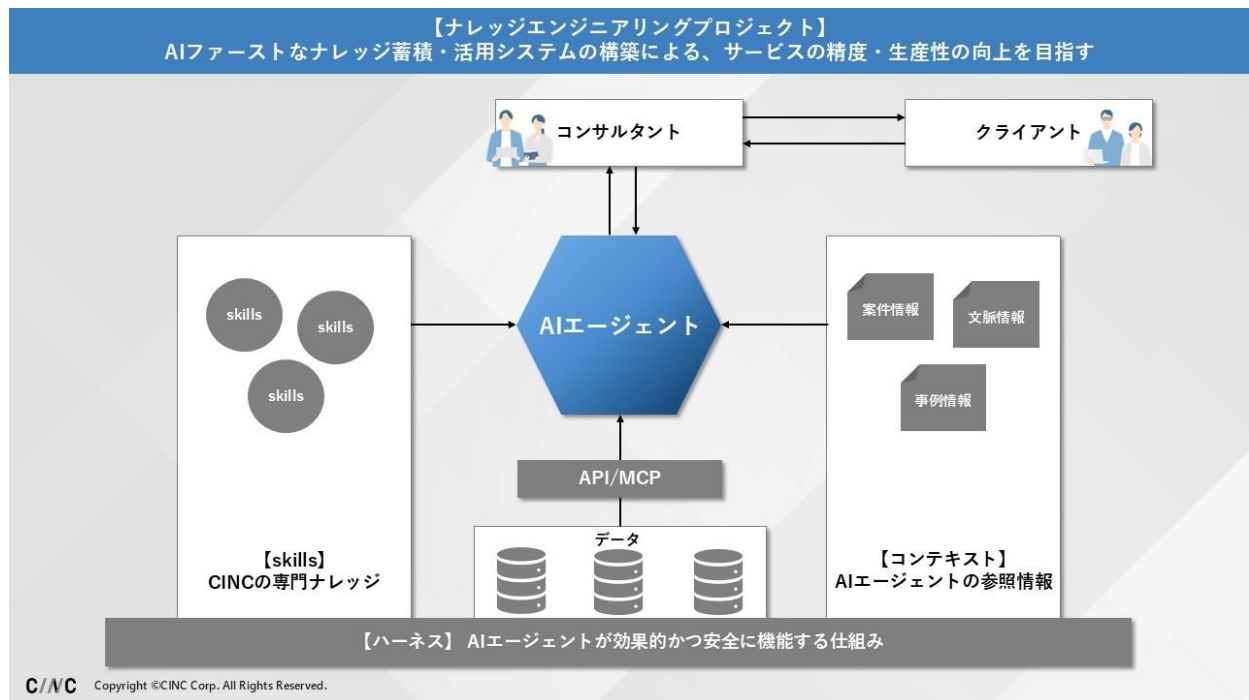 【ナレッジエンジニアリングプロジェクト】
AIファーストなナレッジ蓄積・活用システムの構築による、サービスの精度・生産性の向上を目指す
コンサルタント
クライアント
skills
skills
skills
【skills】
CINCの専門ナレッジ
AIエージェント
API/MCP
データ
案件情報
文脈情報
事例情報
【コンテキスト】
AIエージェントの参照情報
【ハーネス】 AIエージェントが効果的かつ安全に機能する仕組み
CINC Copyright ©CINC Corp. All Rights Reserved.